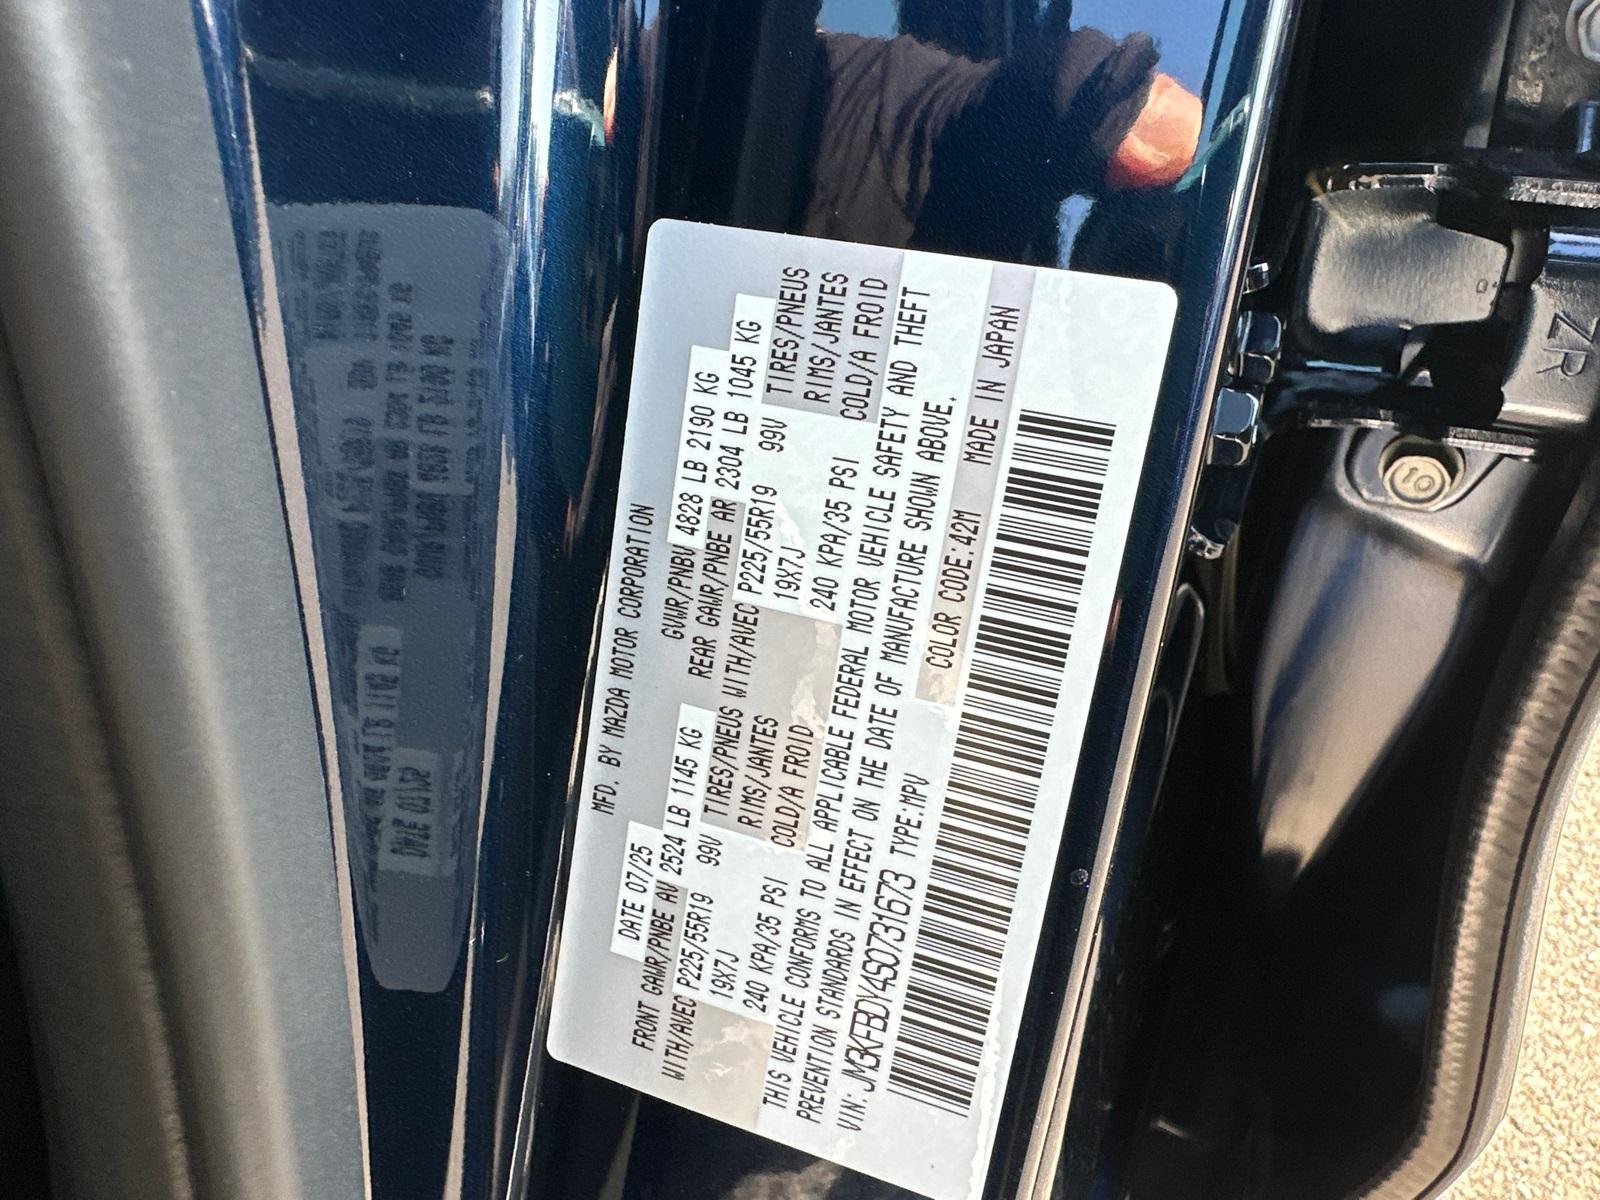 MFD. BY MAZDA MOTOR CORPORATION
DATE 07/25 GVWR/PNBV 4828 LB 2190 KG
FRONT GAWR/PNBE AV 2524 LB 1145 KG REAR GAWR/PNBE AR 2304 LB 1045 KG
WITH/AVEC P225/55R19 99V TIRES/PNEUS WITH/AVEC P225/55R19 99V TIRES/PNEUS
19X7J RIMS/JANTES 19X7J RIMS/JANTES
240 KPA/35 PSI COLD/A FROID 240 KPA/35 PSI COLD/A FROID
THIS VEHICLE CONFORMS TO ALL APPLICABLE FEDERAL MOTOR VEHICLE SAFETY AND THEFT
PREVENTION STANDARDS IN EFFECT ON THE DATE OF MANUFACTURE SHOWN ABOVE.
VIN: JM3KFBDY4S0731673 TYPE:MPV COLOR CODE:42M MADE IN JAPAN
ZR
10